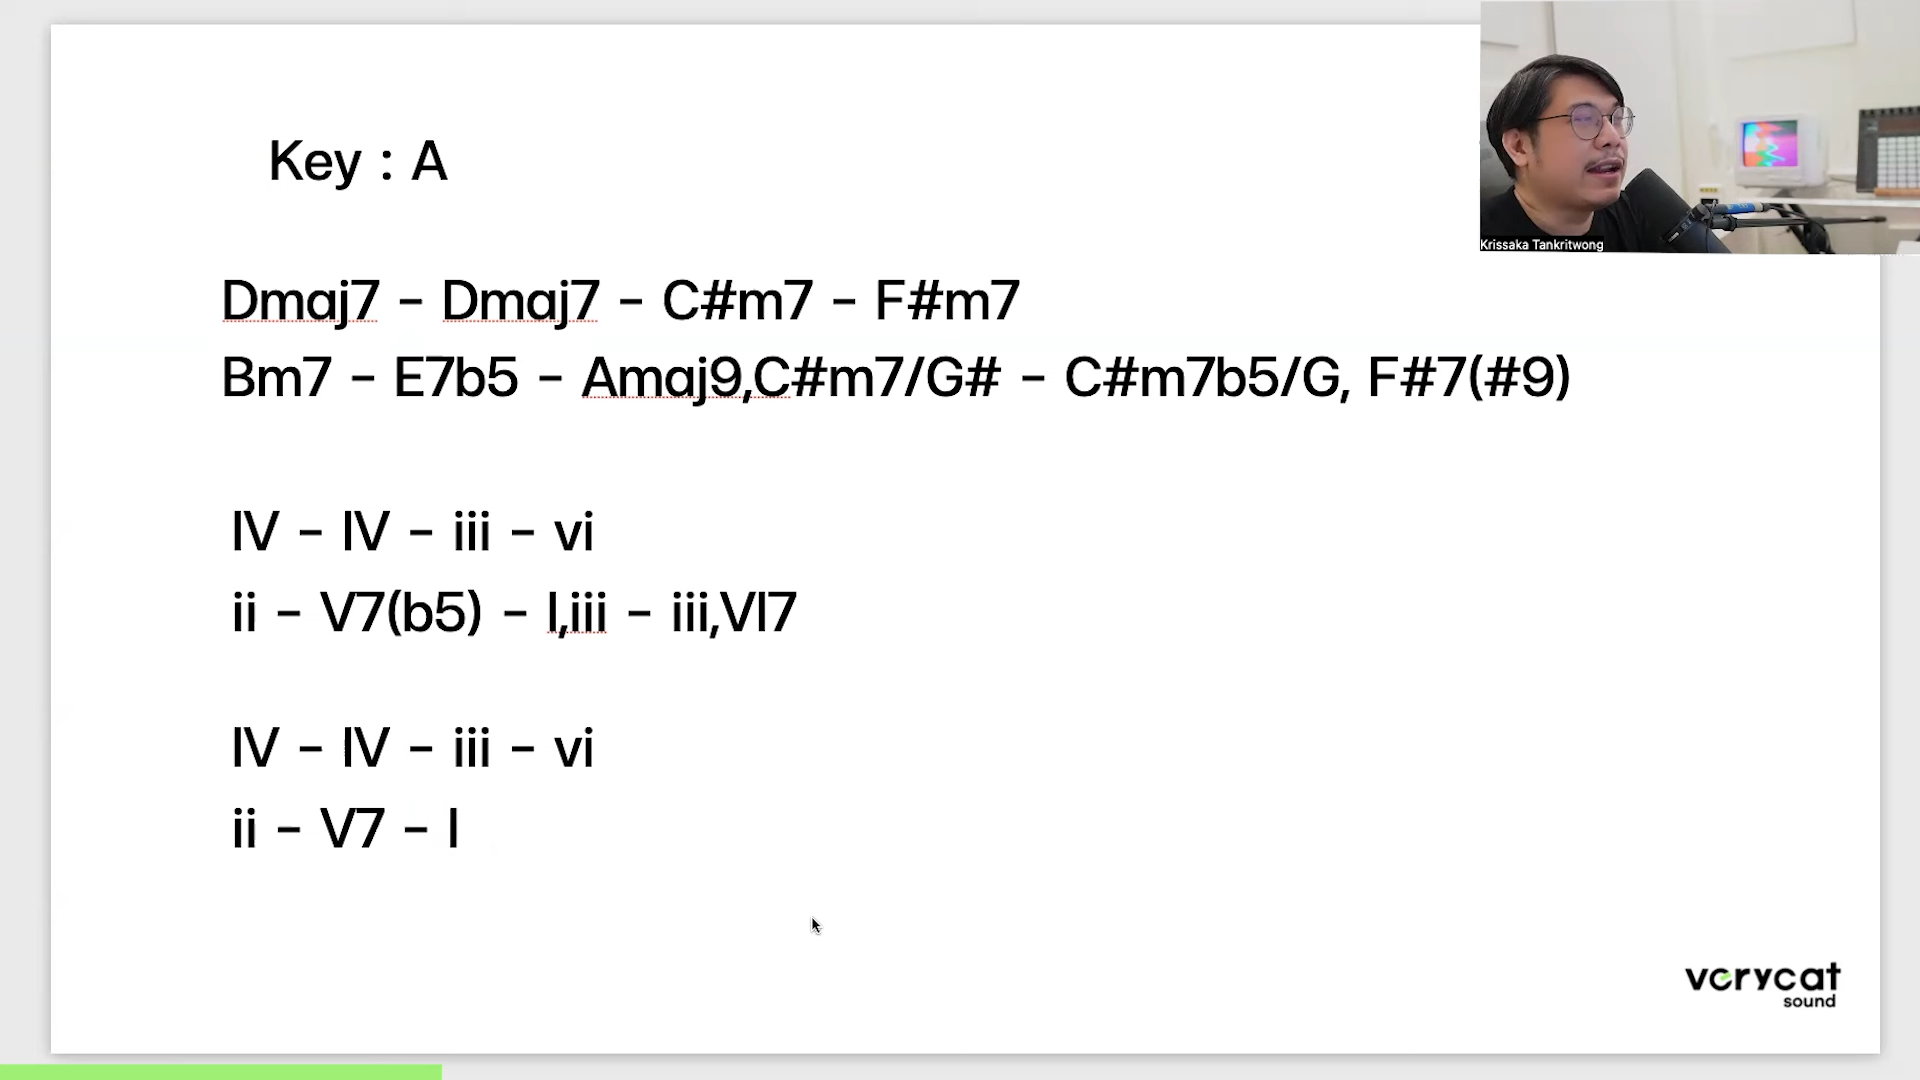 Key : A
Krissaka Tankritwong
Dmaj7 – Dmaj7 – C#m7 – F#m7
Bm7 – E7b5 – Amaj9,C#m7/G# – C#m7b5/G, F#7(#9)
IV – IV – iii – vi
ii – V7(b5) – I,iii – iii,VI7
IV – IV – iii – vi
ii – V7 – I
verycat
sound